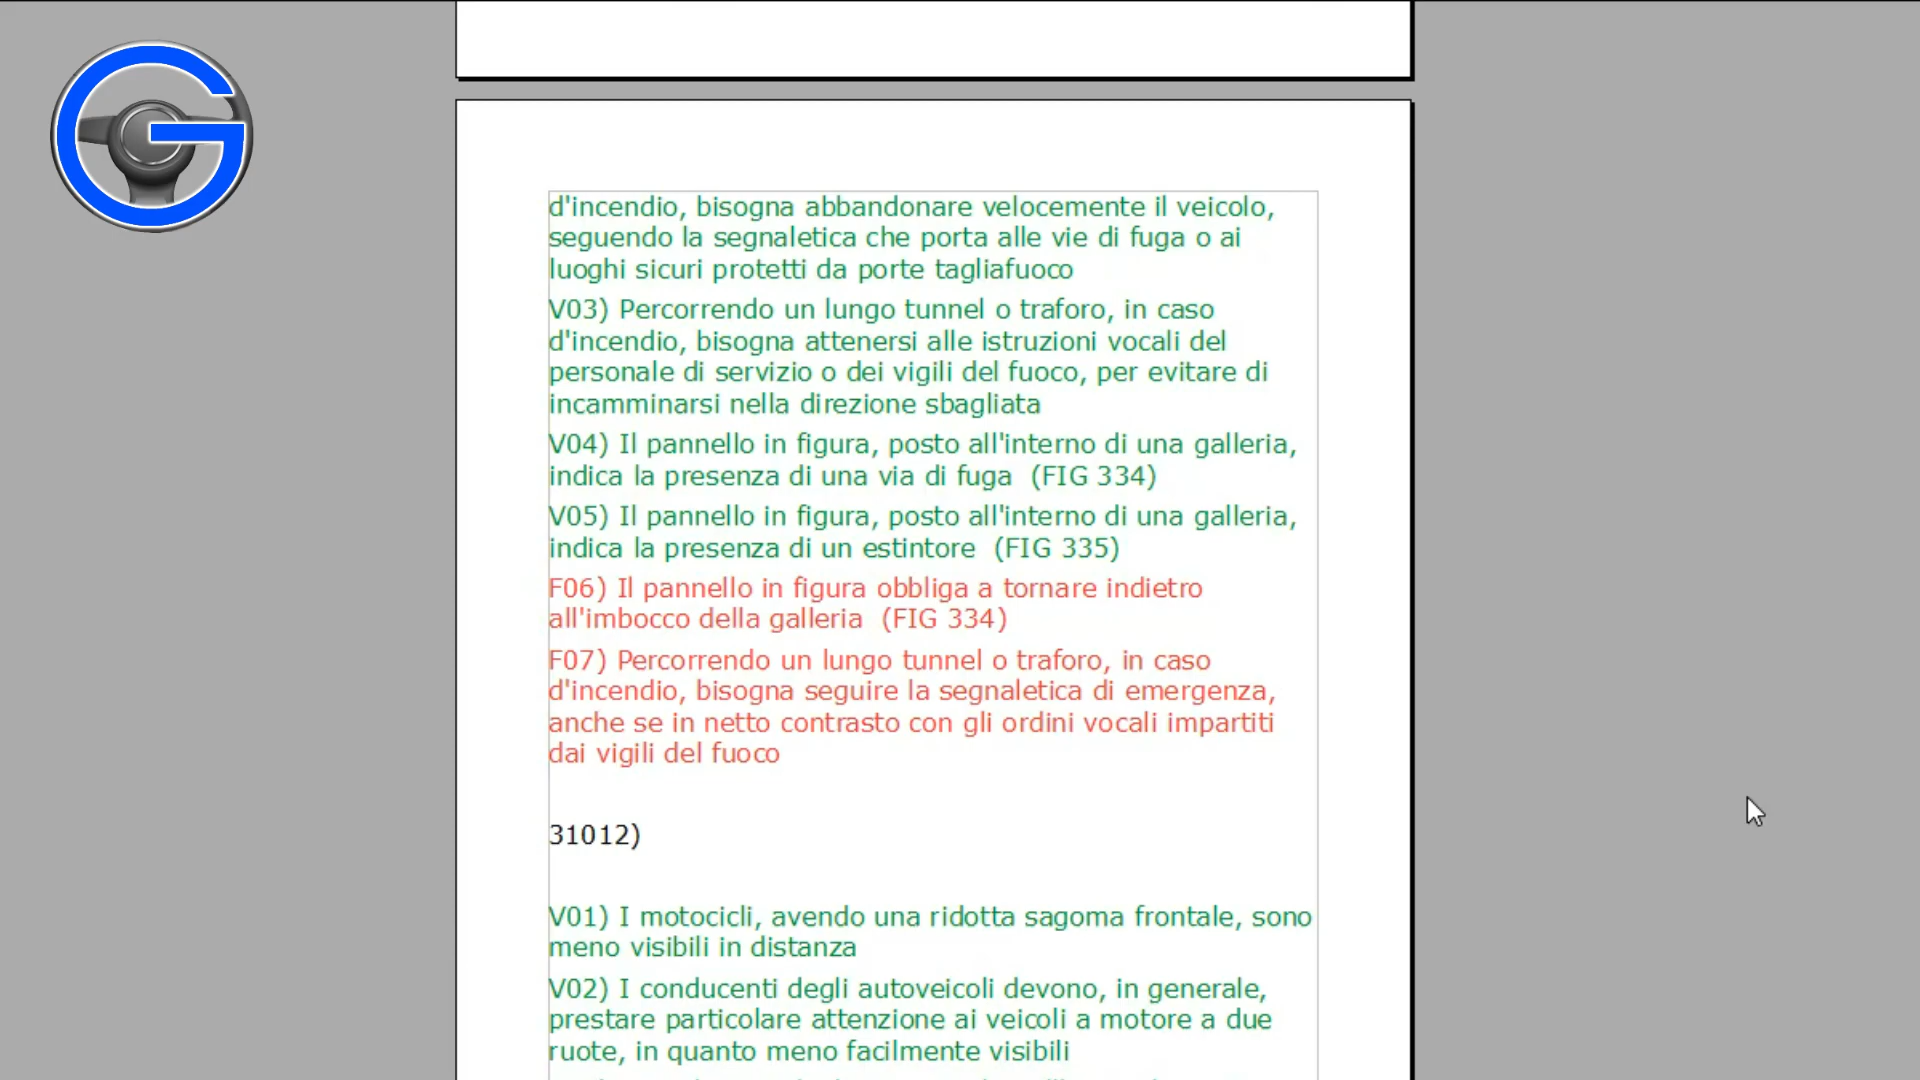 G
d'incendio, bisogna abbandonare velocemente il veicolo,
seguendo la segnaletica che porta alle vie di fuga o ai
luoghi sicuri protetti da porte tagliafuoco
V03) Percorrendo un lungo tunnel o traforo, in caso
d'incendio, bisogna attenersi alle istruzioni vocali del
personale di servizio o dei vigili del fuoco, per evitare di
incamminarsi nella direzione sbagliata
V04) Il pannello in figura, posto all'interno di una galleria,
indica la presenza di una via di fuga  (FIG 334)
V05) Il pannello in figura, posto all'interno di una galleria,
indica la presenza di un estintore  (FIG 335)
F06) Il pannello in figura obbliga a tornare indietro
all'imbocco della galleria  (FIG 334)
F07) Percorrendo un lungo tunnel o traforo, in caso
d'incendio, bisogna seguire la segnaletica di emergenza,
anche se in netto contrasto con gli ordini vocali impartiti
dai vigili del fuoco
31012)
V01) I motocicli, avendo una ridotta sagoma frontale, sono
meno visibili in distanza
V02) I conducenti degli autoveicoli devono, in generale,
prestare particolare attenzione ai veicoli a motore a due
ruote, in quanto meno facilmente visibili